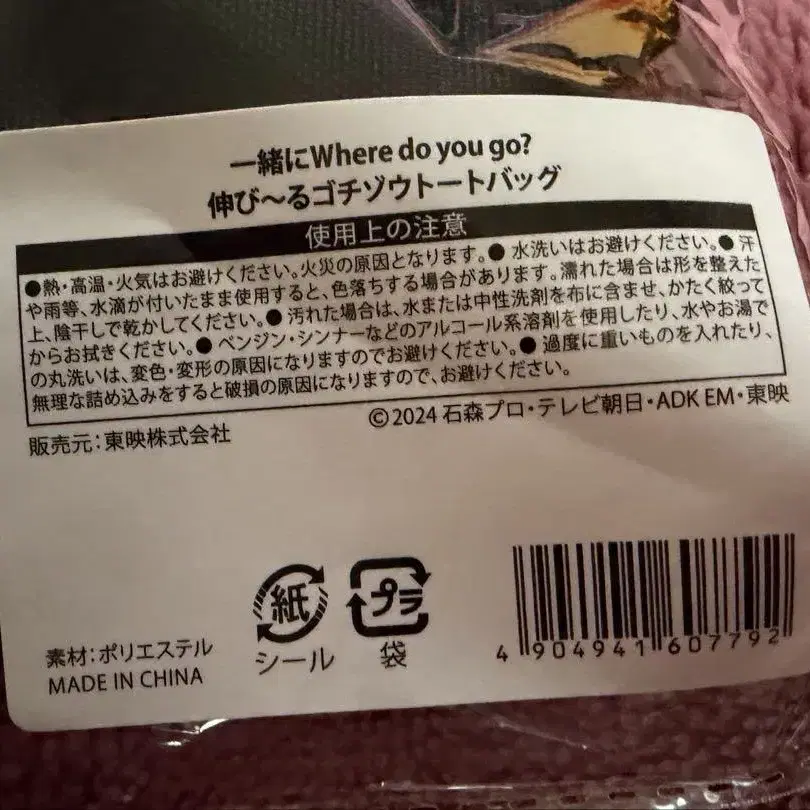 一緒にWhere do you go?
伸び～るゴチゾウトートバッグ
使用上の注意
●熱・高温・火気はお避けください。火災の原因となります。● 水洗いはお避けください。● 汗
や雨等、水滴が付いたまま使用すると、色落ちする場合があります。濡れた場合は形を整えた
上、陰干しで乾かしてください。● 汚れた場合は、水または中性洗剤を布に含ませ、かたく絞って
からお拭きください。● ベンジン・シンナーなどのアルコール系溶剤を使用したり、水やお湯で
の丸洗いは、変色・変形の原因になりますのでお避けください。● 過度に重いものを入れたり、
無理な詰め込みをすると破損の原因になりますので、お避けください。
©2024 石森プロ・テレビ朝日・ADK EM・東映
販売元：東映株式会社
紙
シール
プラ
袋
素材：ポリエステル
MADE IN CHINA
4 904941 607792